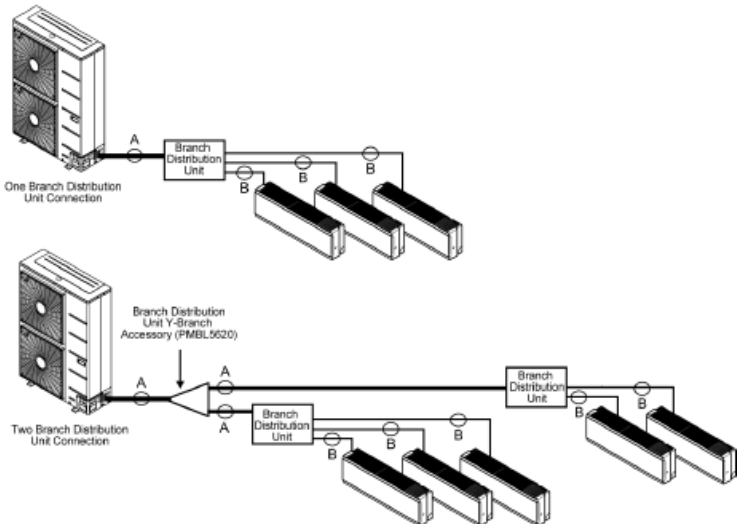 A
Branch
Distribution
Unit
B
B
B
One Branch Distribution
Unit Connection
Branch Distribution
Unit Y-Branch
Accessory (PMBL5620)
A
A
A
Branch
Distribution
Unit
B
B
Branch
Distribution
Unit
B
B
B
Two Branch Distribution
Unit Connection